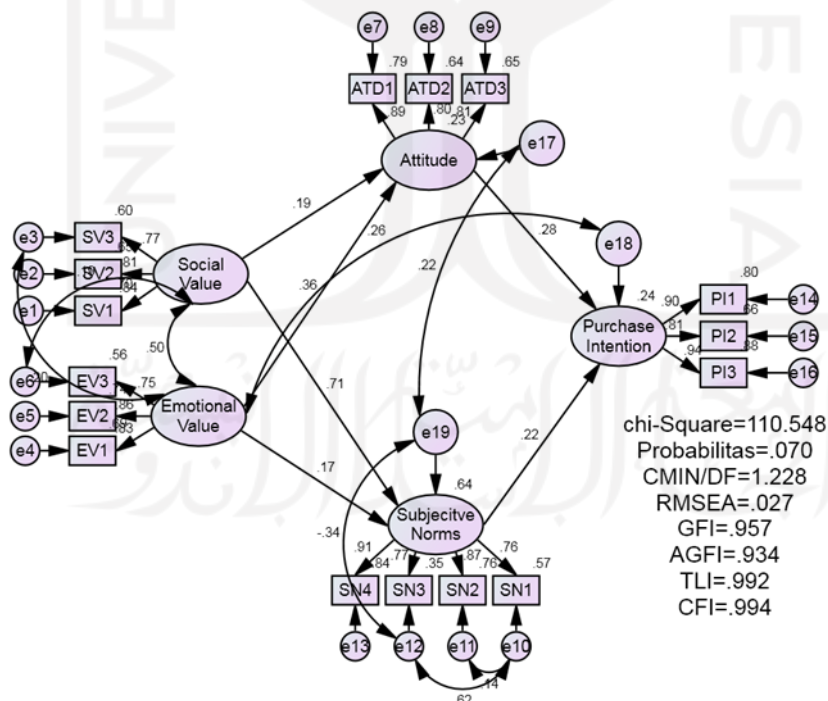 e7
e8
e9
.79
.64
.65
ATD1
ATD2
ATD3
.89
.80
.81
.23
e17
Attitude
.19
.26
e18
.28
.60
e3
SV3
.77
e2
SV2
.81
Social
Value
e1
SV1
.84
.36
.22
.24
.80
PI1
.90
e14
.66
Purchase
Intention
.81
PI2
e15
.88
.94
PI3
e16
.50
.56
e6
EV3
.75
e5
EV2
.86
Emotional
Value
e4
EV1
.83
.71
.17
e19
.22
.64
Subjecitve
Norms
-.34
.91
.84
.77
.35
.87
.76
.76
.57
SN4
SN3
SN2
SN1
e13
e12
e11
e10
.14
.62
chi-Square=110.548
Probabilitas=.070
CMIN/DF=1.228
RMSEA=.027
GFI=.957
AGFI=.934
TLI=.992
CFI=.994
ESIA